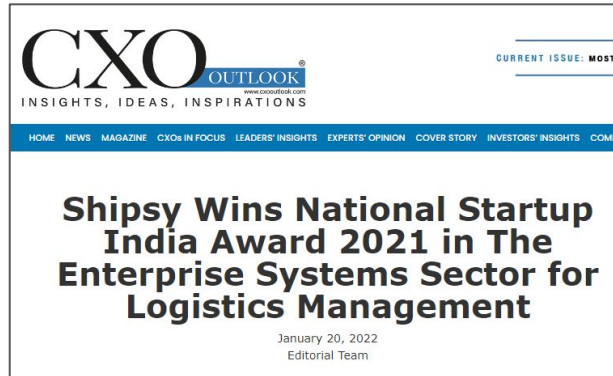 CXO OUTLOOK®
www.cxooutlook.com
INSIGHTS, IDEAS, INSPIRATIONS
CURRENT ISSUE: MOST
HOME NEWS MAGAZINE CXOs IN FOCUS LEADERS' INSIGHTS EXPERTS' OPINION COVER STORY INVESTORS' INSIGHTS COM
Shipsy Wins National Startup
India Award 2021 in The
Enterprise Systems Sector for
Logistics Management
January 20, 2022
Editorial Team